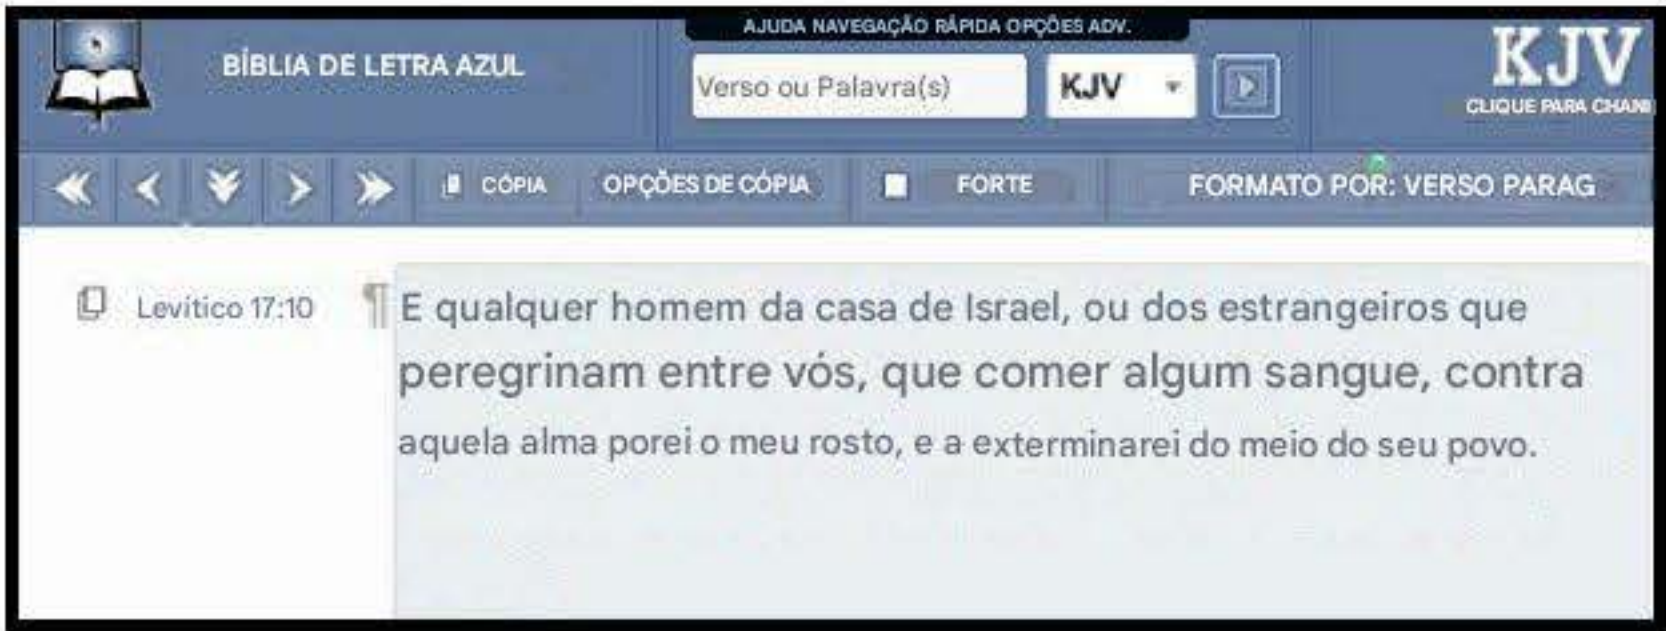 AJUDA NAVEGAÇÃO RÁPIDA OPÇÕES ADV.
BÍBLIA DE LETRA AZUL
Verso ou Palavra(s)
KJV
KJV
CLIQUE PARA CHAN
CÓPIA
OPÇÕES DE CÓPIA
FORTE
FORMATO POR: VERSO PARAG
Levítico 17:10
¶ E qualquer homem da casa de Israel, ou dos estrangeiros que
peregrinam entre vós, que comer algum sangue, contra
aquela alma porei o meu rosto, e a exterminarei do meio do seu povo.